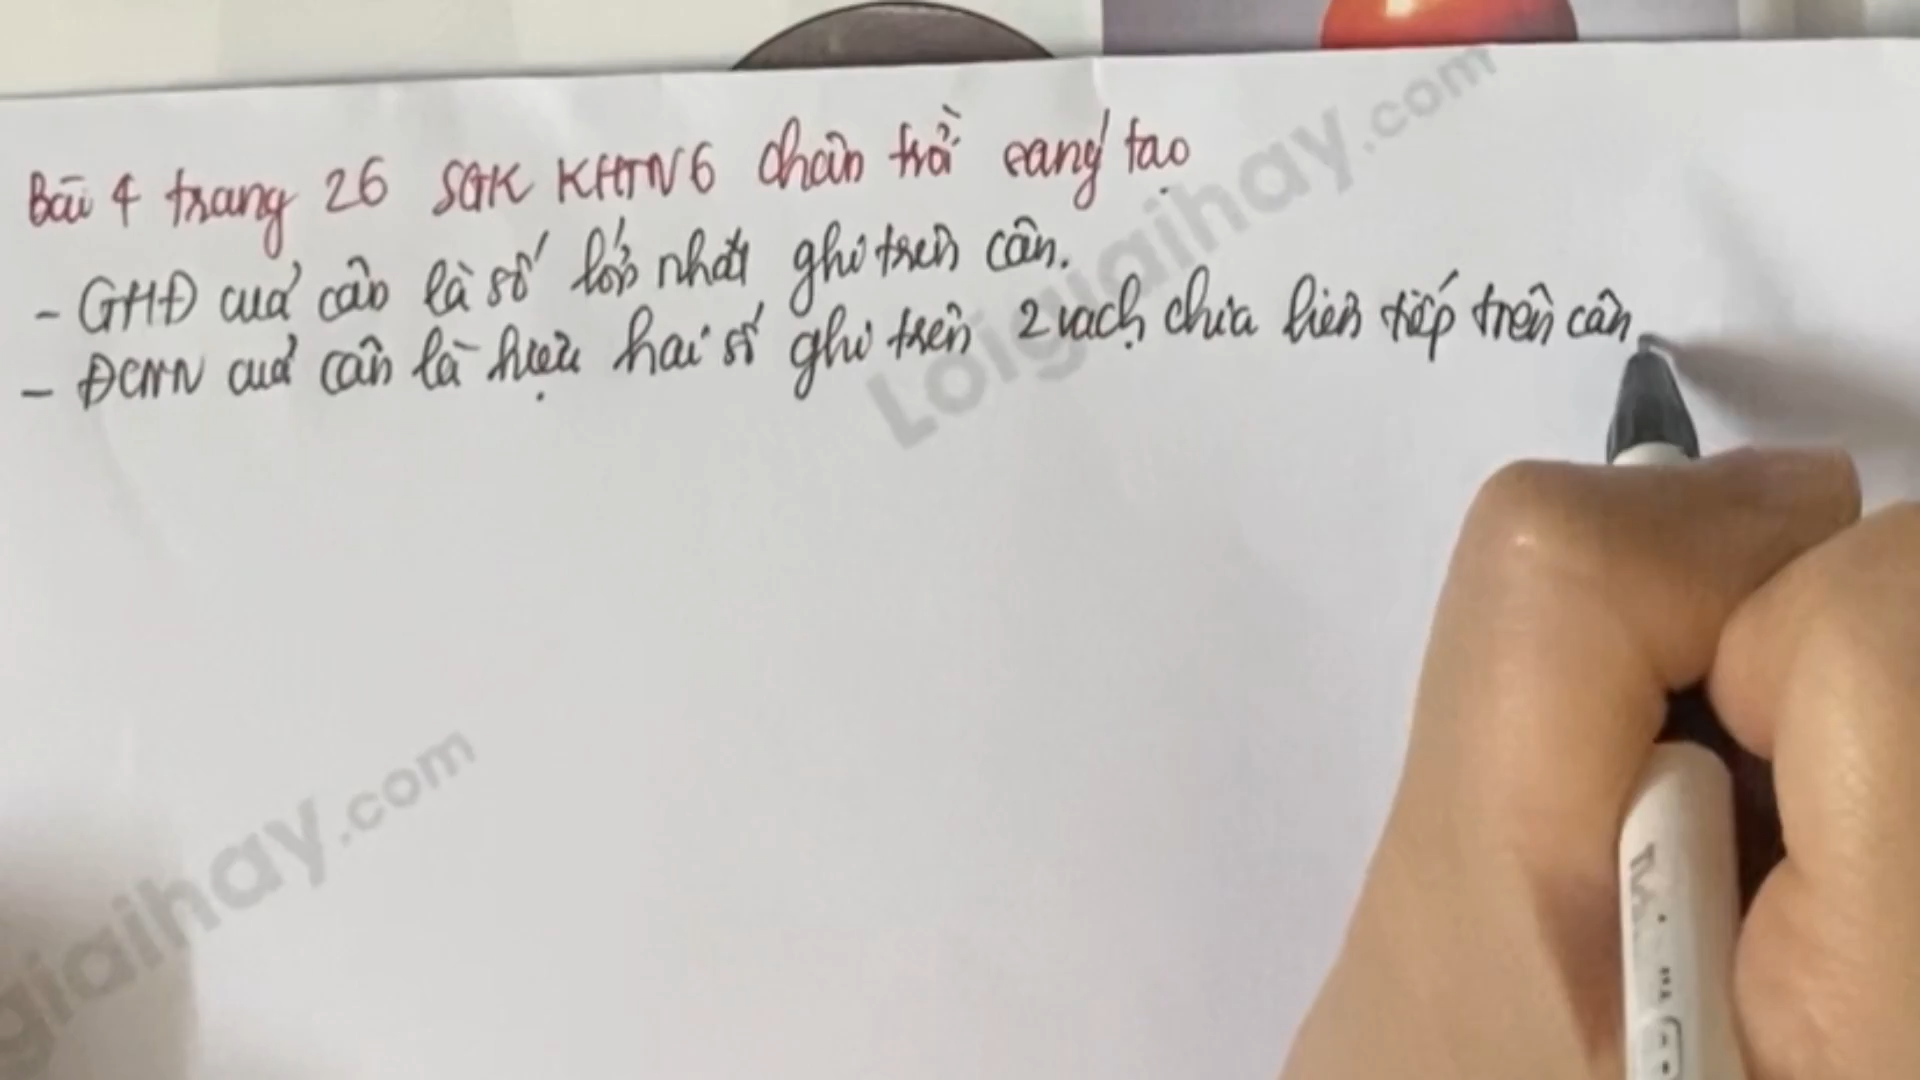 Bài 4 trang 26 SGK KHTN6 chân trời sáng tạo
- GHĐ của cân là số lớn nhất ghi trên cân.
- ĐCNN của cân là hiệu hai số ghi trên 2 vạch chia liên tiếp trên cân
Loigiaihay.com
giaihay.com